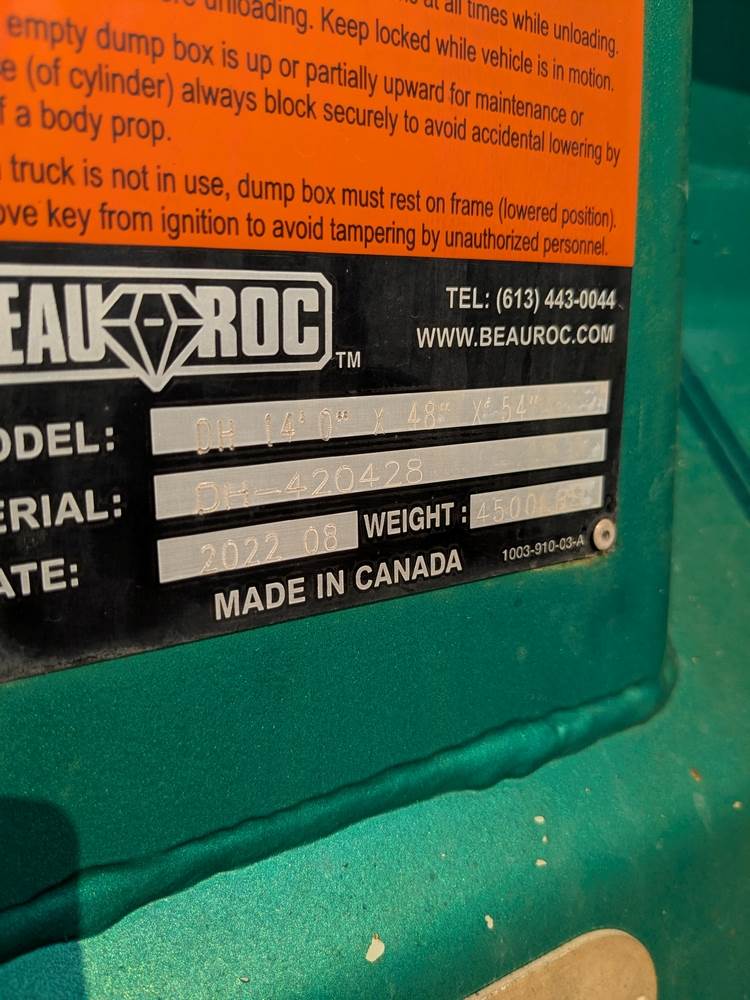 at all times while unloading.
unloading. Keep locked while vehicle is in motion.
empty dump box is up or partially upward for maintenance or
e (of cylinder) always block securely to avoid accidental lowering by
f a body prop.
truck is not in use, dump box must rest on frame (lowered position).
ove key from ignition to avoid tampering by unauthorized personnel.
EAU ROC TM
TEL: (613) 443-0044
WWW.BEAUROC.COM
ODEL: DH 14' 0" X 48" X 54"
ERIAL: DH-420428
ATE: 2022 08 WEIGHT: 4500LBS
MADE IN CANADA 1003-910-03-A